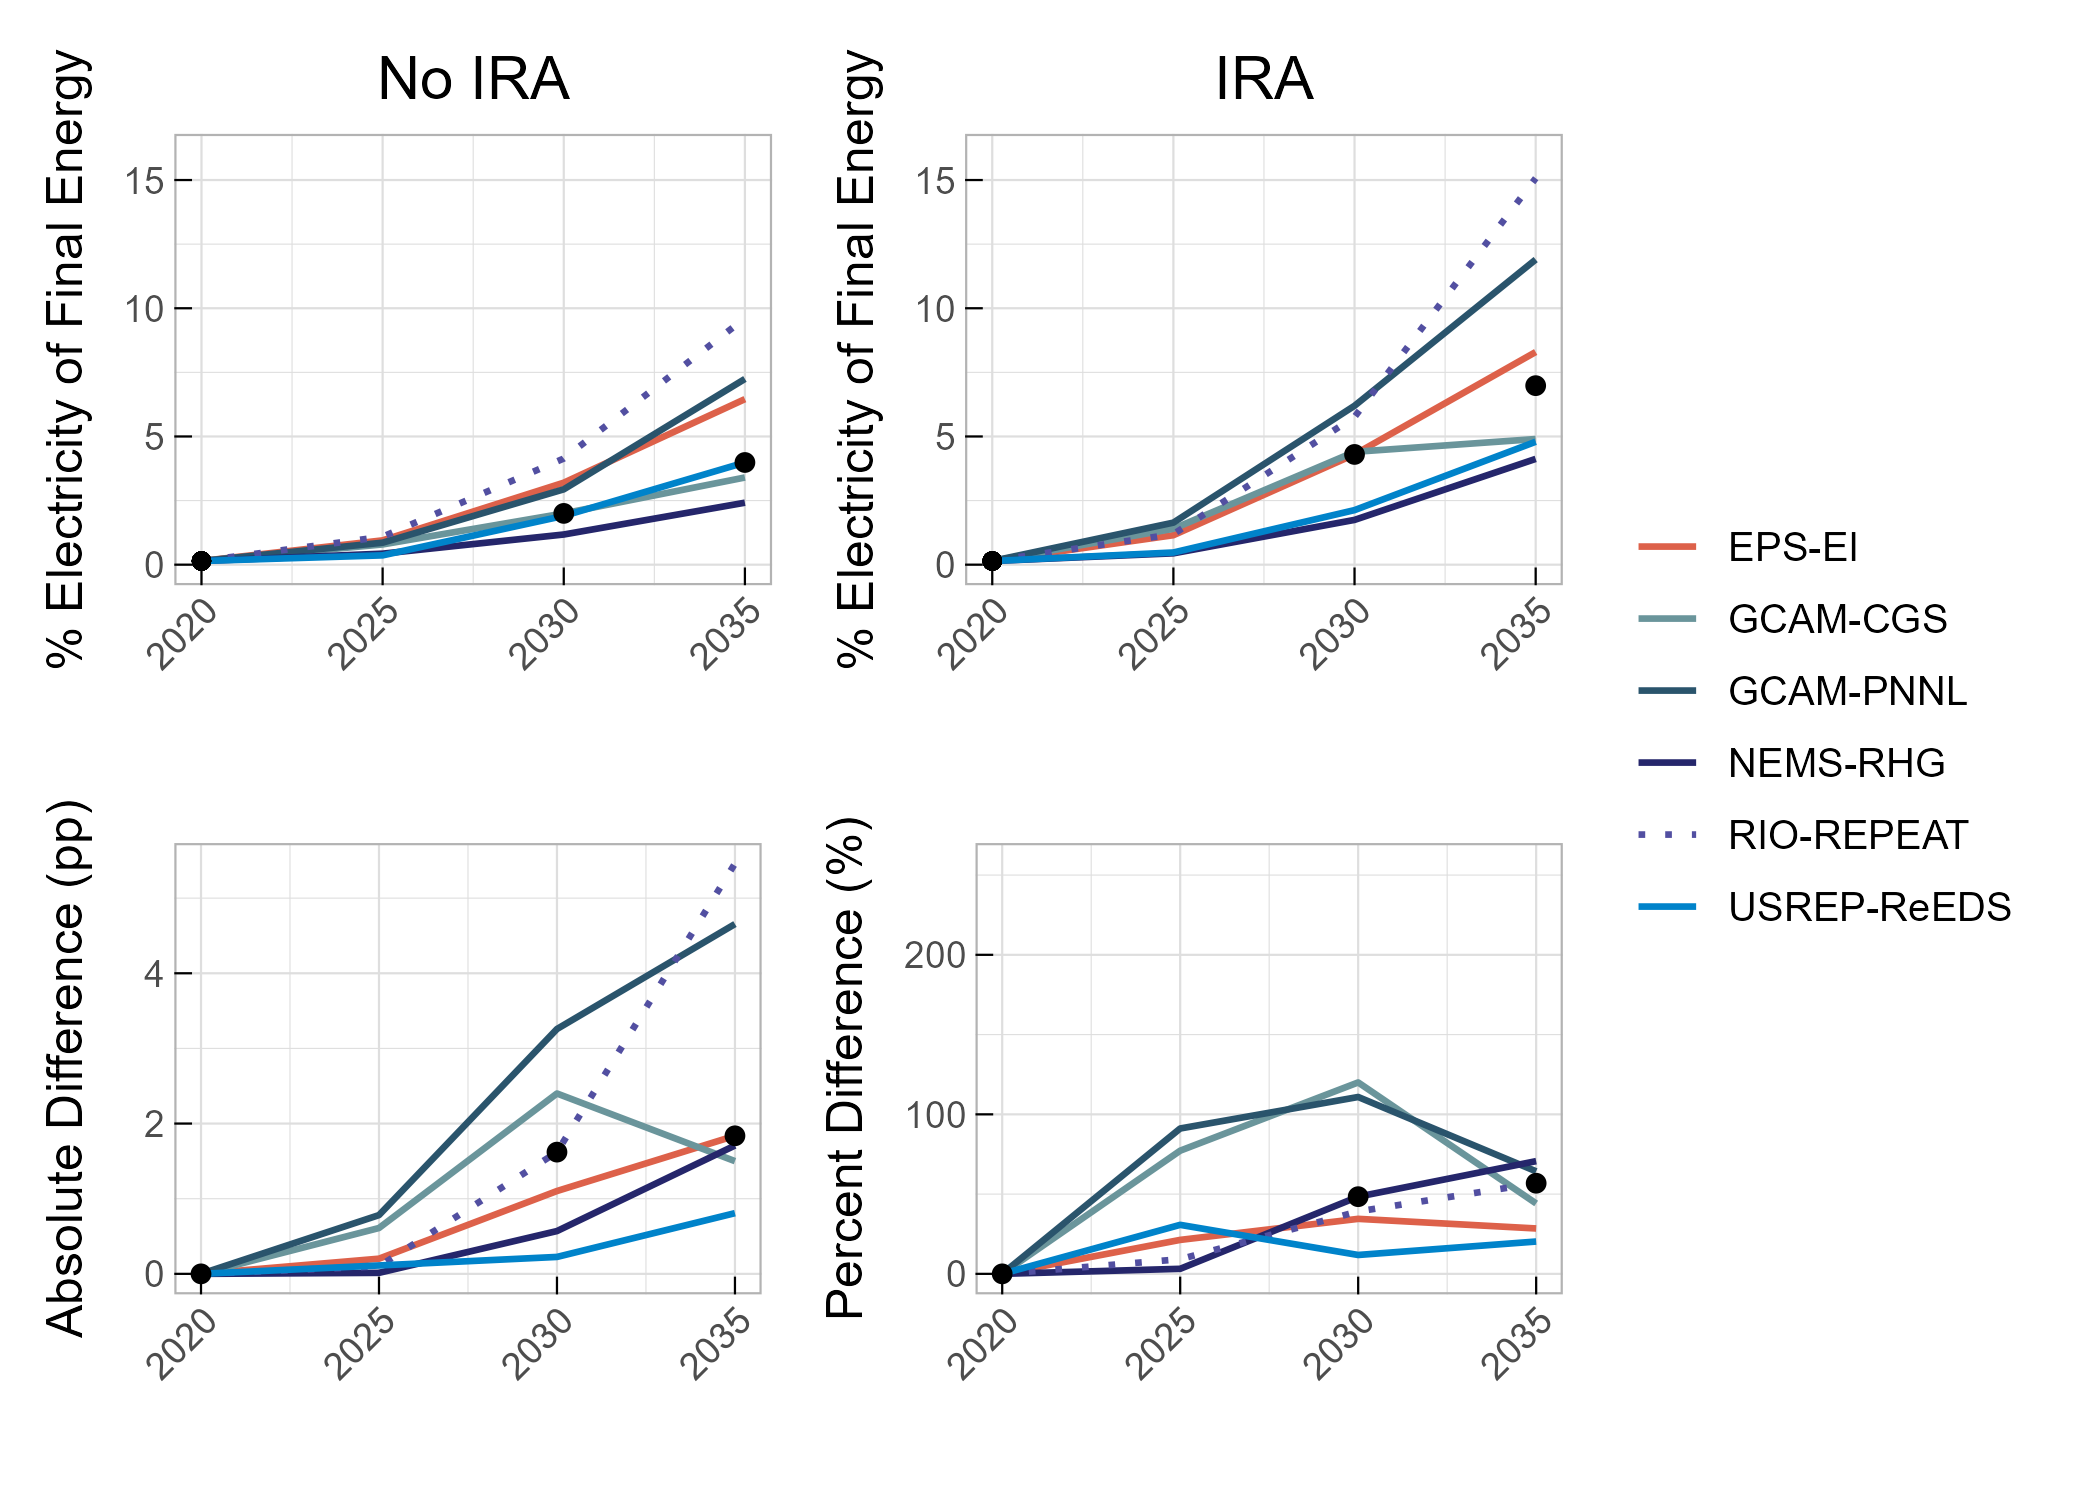 No IRA
IRA
% Electricity of Final Energy
15
10
5
0
2020
2025
2030
2035
% Electricity of Final Energy
15
10
5
0
2020
2025
2030
2035
Absolute Difference (pp)
4
2
0
2020
2025
2030
2035
Percent Difference (%)
200
100
0
2020
2025
2030
2035
EPS-EI
GCAM-CGS
GCAM-PNNL
NEMS-RHG
RIO-REPEAT
USREP-ReEDS